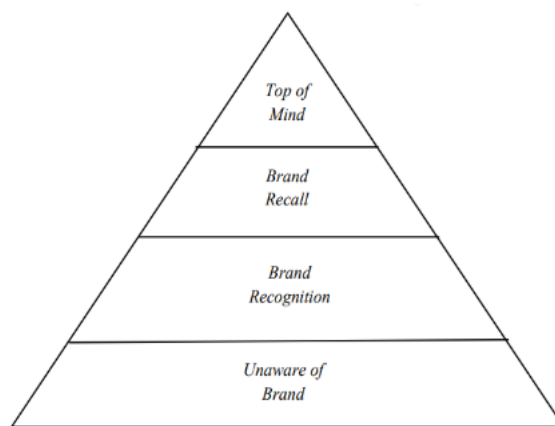 Top of
Mind
Brand
Recall
Brand
Recognition
Unaware of
Brand